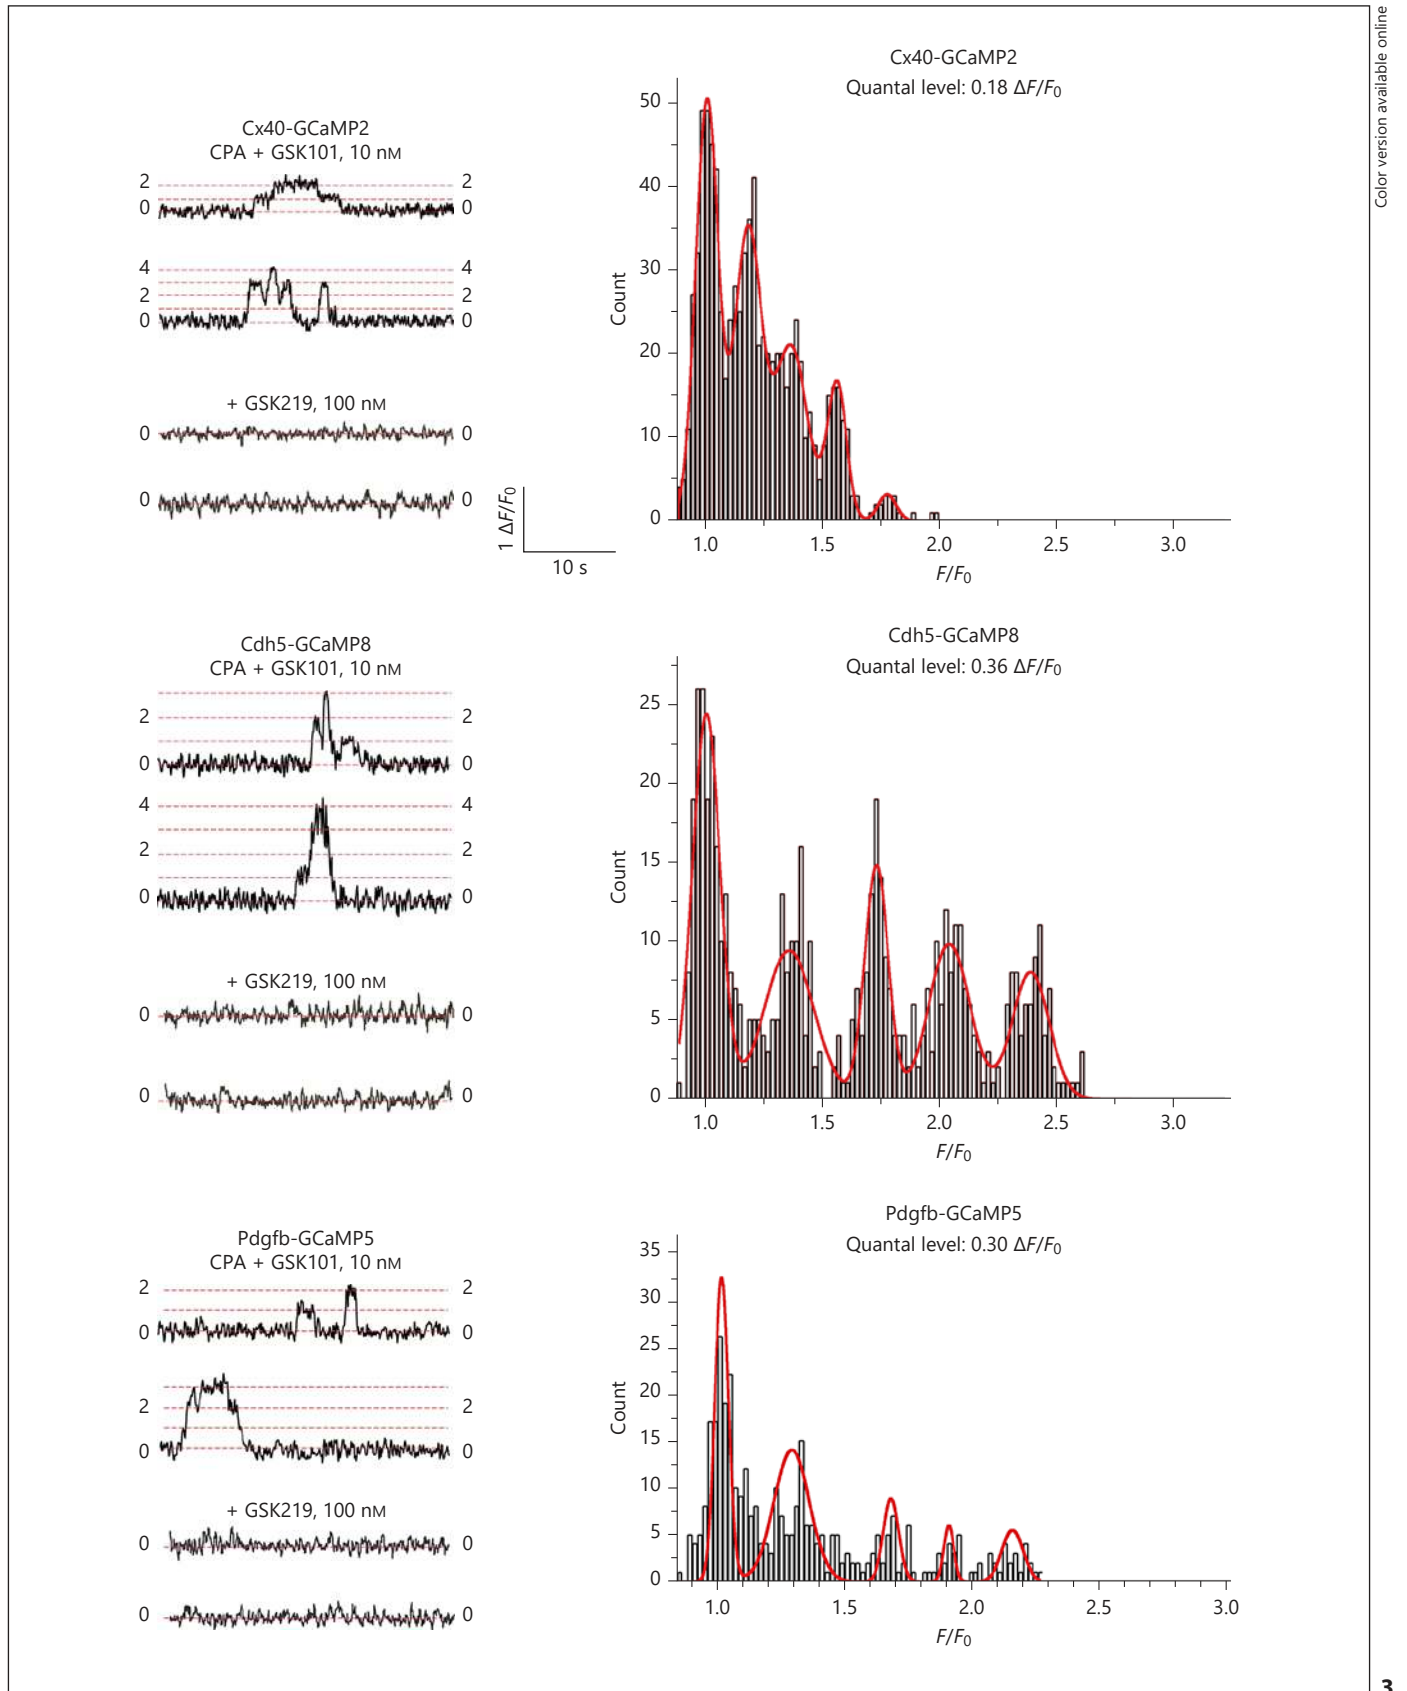 Color version available online
Cx40-GCaMP2
CPA + GSK101, 10 nM
2 2
0 0
4 4
2 2
0 0
+ GSK219, 100 nM
0 0
0 0
1 ΔF/F0
10 s
Cx40-GCaMP2
Quantal level: 0.18 ΔF/F0
50
40
30
20
10
0
Count
1.0 1.5 2.0 2.5 3.0
F/F0
Cdh5-GCaMP8
CPA + GSK101, 10 nM
2 2
0 0
4 4
2 2
0 0
+ GSK219, 100 nM
0 0
0 0
Cdh5-GCaMP8
Quantal level: 0.36 ΔF/F0
25
20
15
10
5
0
Count
1.0 1.5 2.0 2.5 3.0
F/F0
Pdgfb-GCaMP5
CPA + GSK101, 10 nM
2 2
0 0
2 2
0 0
+ GSK219, 100 nM
0 0
0 0
Pdgfb-GCaMP5
Quantal level: 0.30 ΔF/F0
35
30
25
20
15
10
5
0
Count
1.0 1.5 2.0 2.5 3.0
F/F0
3